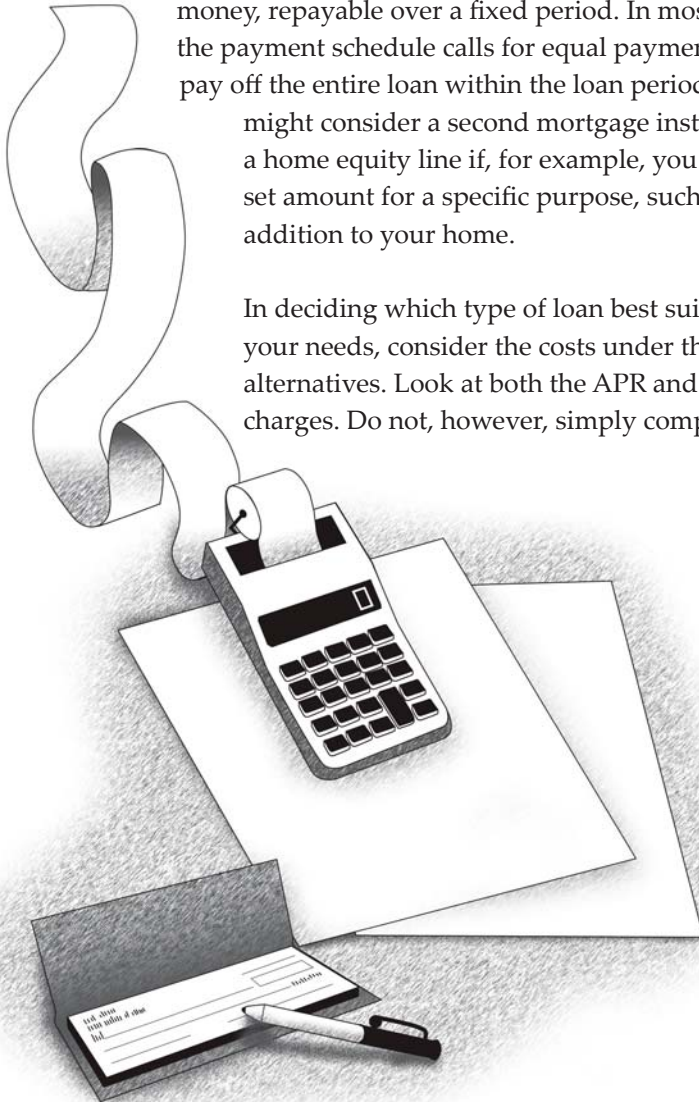 money, repayable over a fixed period. In mos
the payment schedule calls for equal paymen
pay off the entire loan within the loan period
might consider a second mortgage inst
a home equity line if, for example, you
set amount for a specific purpose, such
addition to your home.
In deciding which type of loan best sui
your needs, consider the costs under th
alternatives. Look at both the APR and
charges. Do not, however, simply comp
0